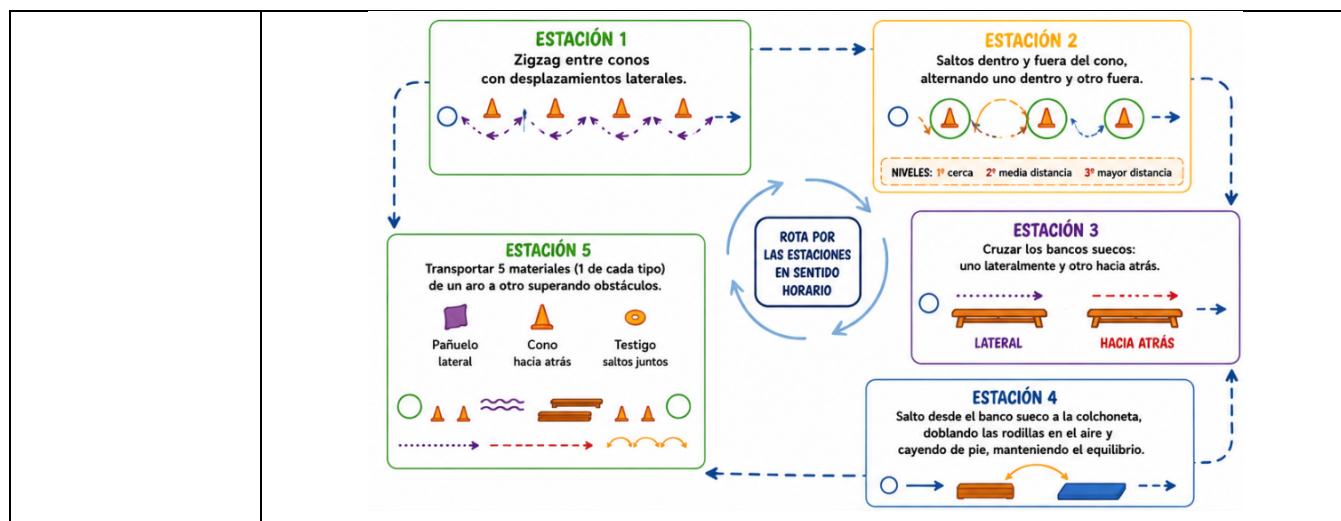 ESTACIÓN 1
Zigzag entre conos
con desplazamientos laterales.
ESTACIÓN 2
Saltos dentro y fuera del cono,
alternando uno dentro y otro fuera.
NIVELES: 1º cerca 2º media distancia 3º mayor distancia
ROTA POR
LAS ESTACIONES
EN SENTIDO
HORARIO
ESTACIÓN 3
Cruzar los bancos suecos:
uno lateralmente y otro hacia atrás.
LATERAL
HACIA ATRÁS
ESTACIÓN 5
Transportar 5 materiales (1 de cada tipo)
de un aro a otro superando obstáculos.
Pañuelo
lateral
Cono
hacia atrás
Testigo
saltos juntos
ESTACIÓN 4
Salto desde el banco sueco a la colchoneta,
doblando las rodillas en el aire y
cayendo de pie, manteniendo el equilibrio.